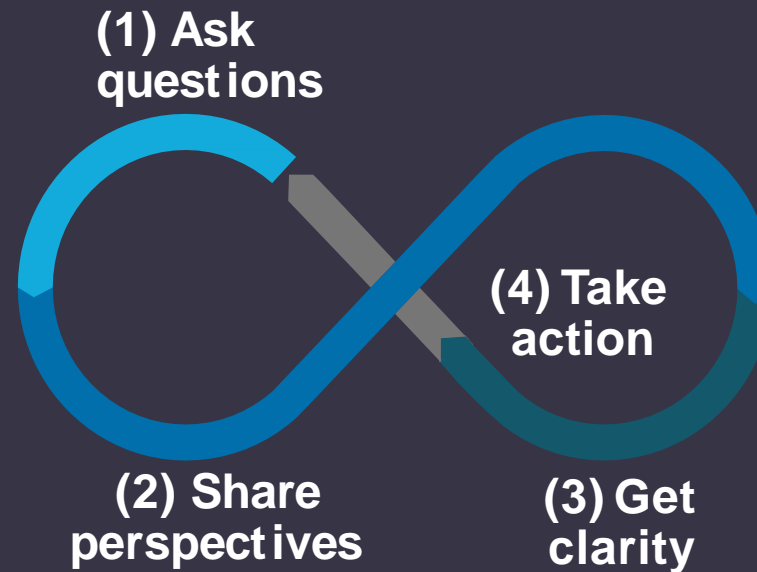 (1) Ask
questions
(4) Take
action
(2) Share
perspectives
(3) Get
clarity